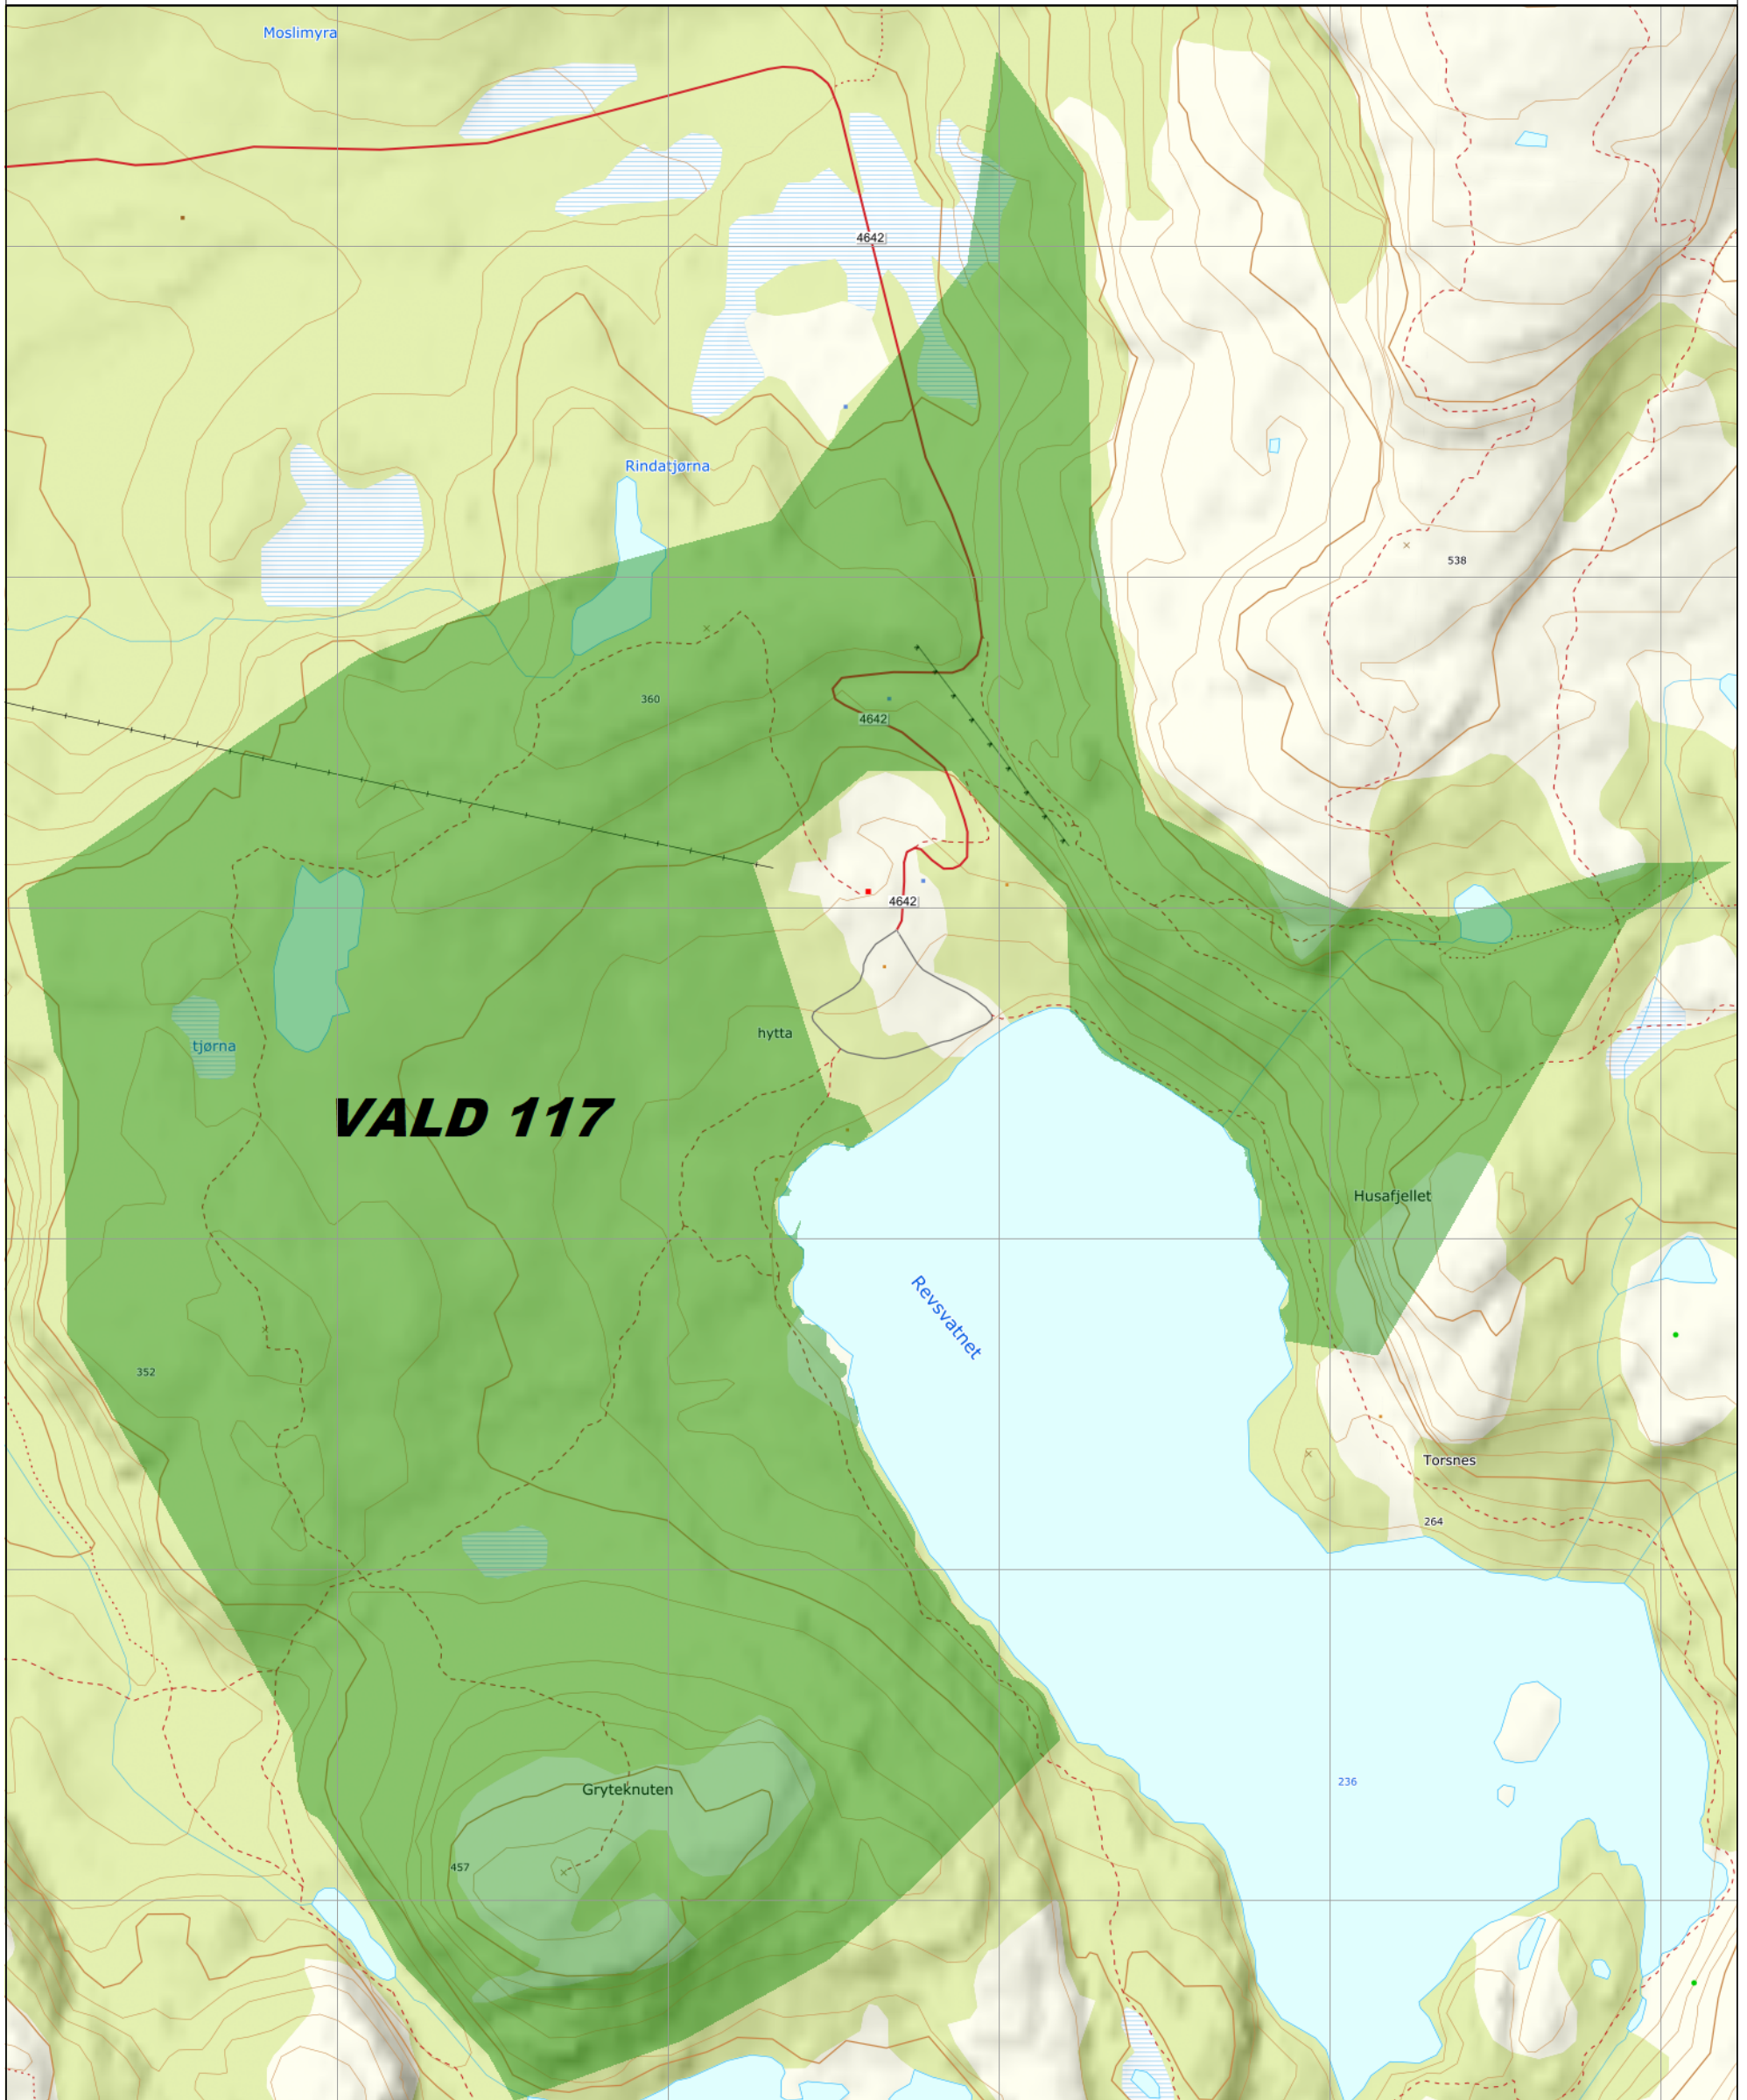 Moslimyra
4642
Rindatjørna
538
360
4642
4642
hytta
tjørna
VALD 117
Husafjellet
Revsvatnet
352
Torsnes
264
236
Gryteknuten
457